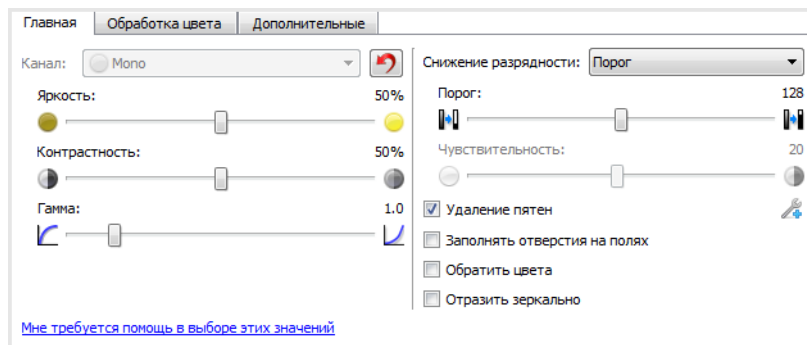 Главная Обработка цвета Дополнительные
Канал: Mono
Яркость: 50%
Контрастность: 50%
Гамма: 1.0
Мне требуется помощь в выборе этих значений
Снижение разрядности: Порог
Порог: 128
Чувствительность: 20
Удаление пятен
Заполнять отверстия на полях
Обратить цвета
Отразить зеркально